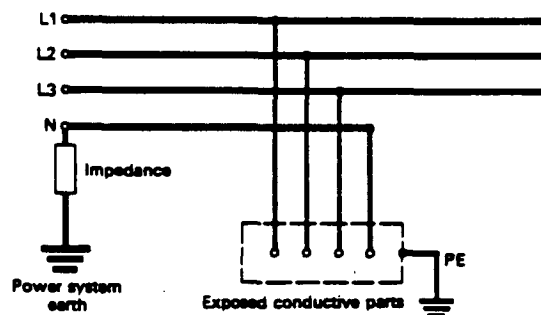 L1
L2
L3
N
Impedance
PE
Power system
earth
Exposed conductive parts